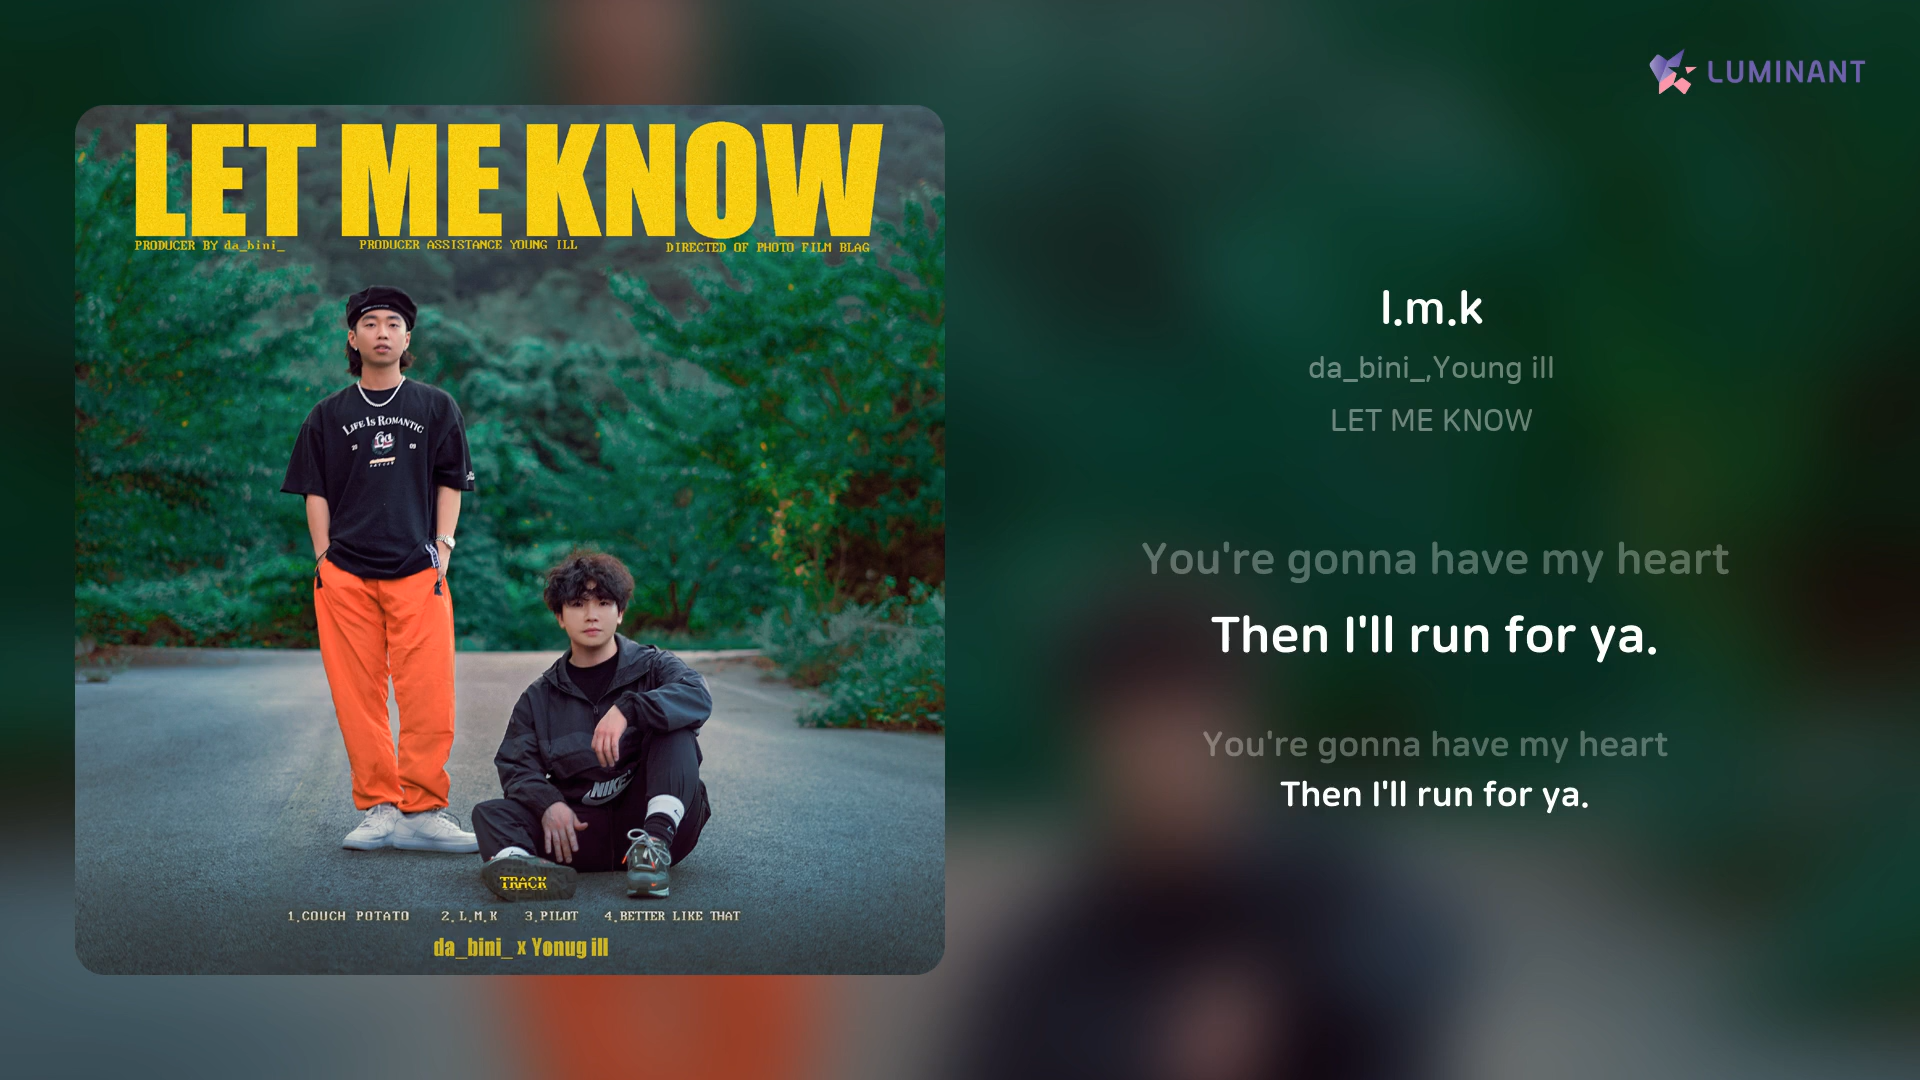 LUMINANT
LET ME KNOW
PRODUCER BY da_bini_
PRODUCER ASSISTANCE YOUNG ILL
DIRECTED OF PHOTO FILM BLAG
LIFE IS ROMANTIC
20 09
NIKE
TRACK
1.COUCH POTATO 2.L.M.K 3.PILOT 4.BETTER LIKE THAT
da_bini_ x Yonug ill
l.m.k
da_bini_,Young ill
LET ME KNOW
You're gonna have my heart
Then I'll run for ya.
You're gonna have my heart
Then I'll run for ya.